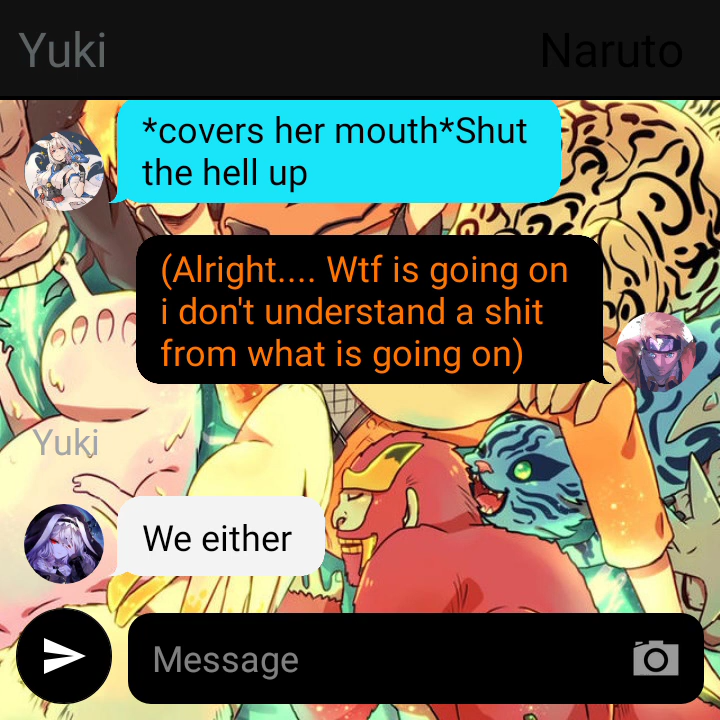 Yuki
Naruto
*covers her mouth*Shut
the hell up
(Alright.... Wtf is going on
i don't understand a shit
from what is going on)
Yuki
We either
Message